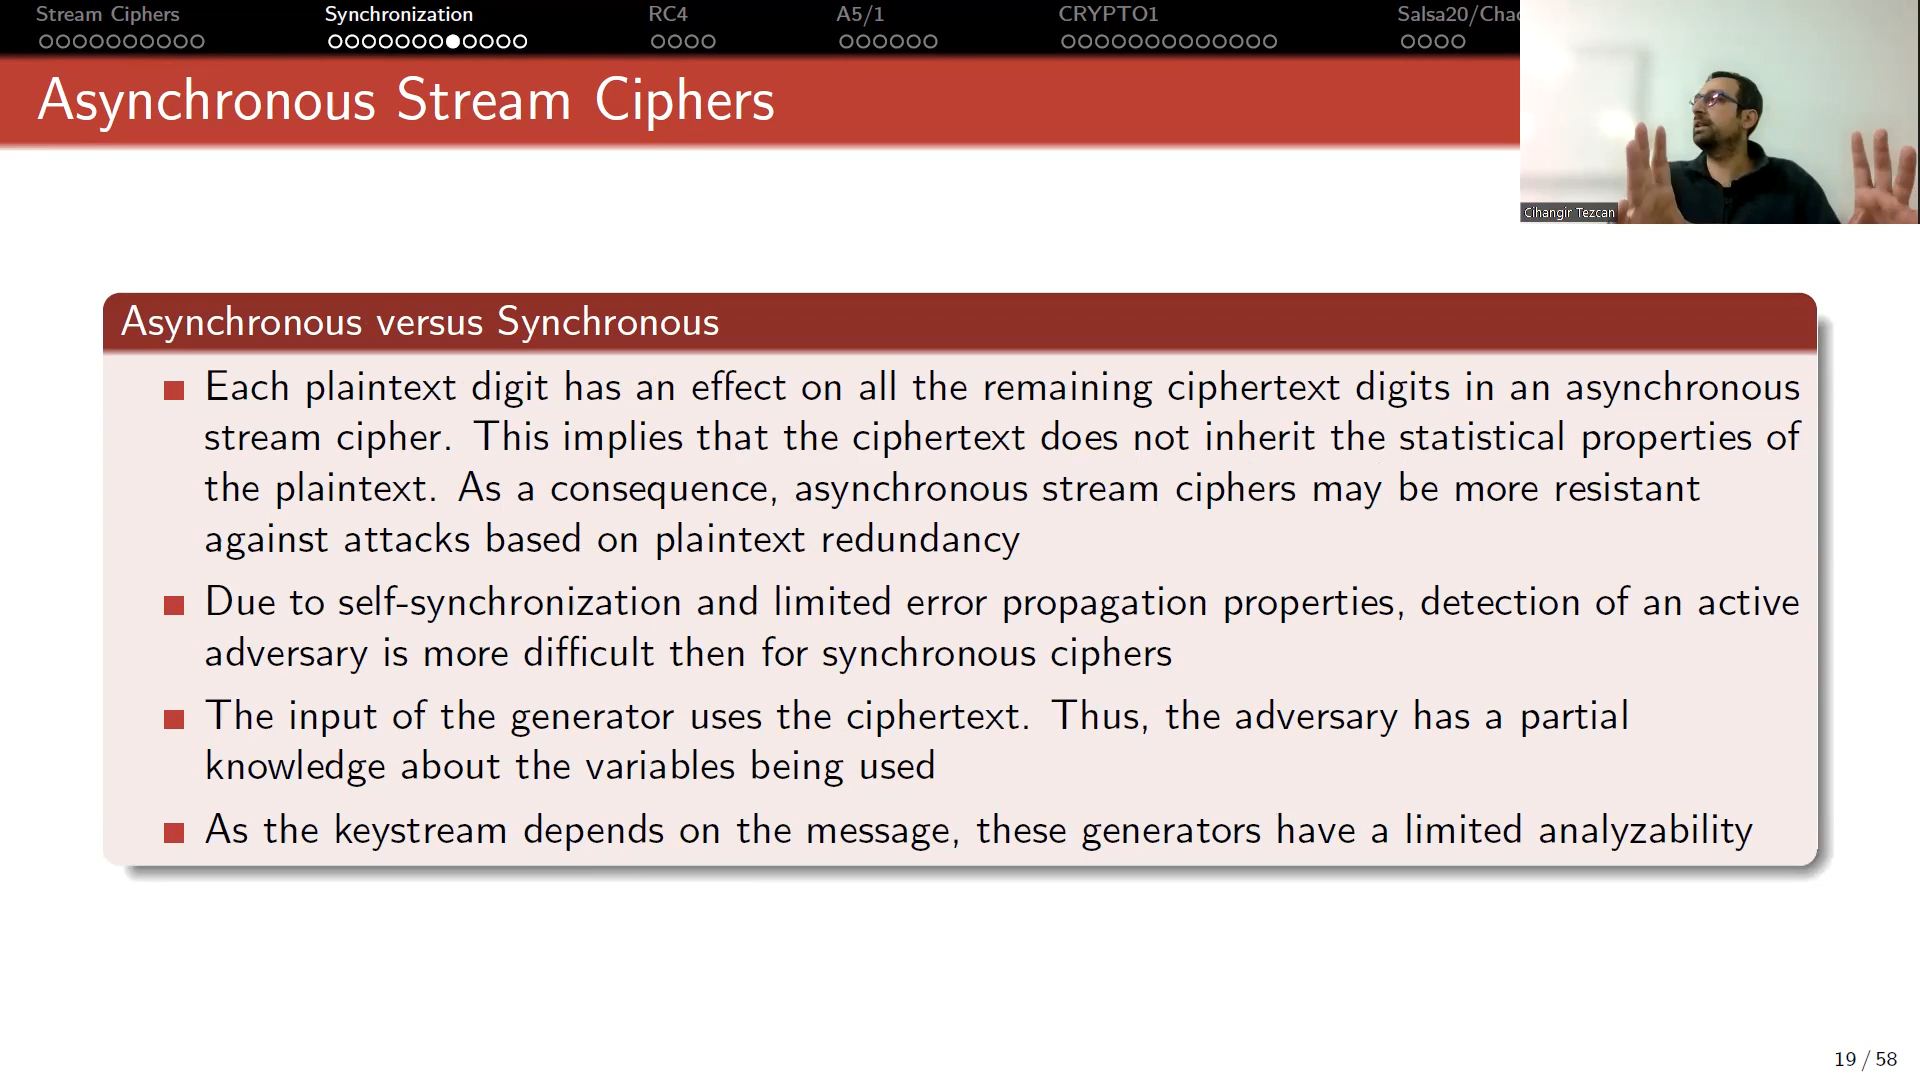 Stream Ciphers
Synchronization
RC4
A5/1
CRYPTO1
Salsa20/Chac
Asynchronous Stream Ciphers
Cihangir Tezcan
Asynchronous versus Synchronous
Each plaintext digit has an effect on all the remaining ciphertext digits in an asynchronous
stream cipher. This implies that the ciphertext does not inherit the statistical properties of
the plaintext. As a consequence, asynchronous stream ciphers may be more resistant
against attacks based on plaintext redundancy
Due to self-synchronization and limited error propagation properties, detection of an active
adversary is more difficult then for synchronous ciphers
The input of the generator uses the ciphertext. Thus, the adversary has a partial
knowledge about the variables being used
As the keystream depends on the message, these generators have a limited analyzability
19 / 58